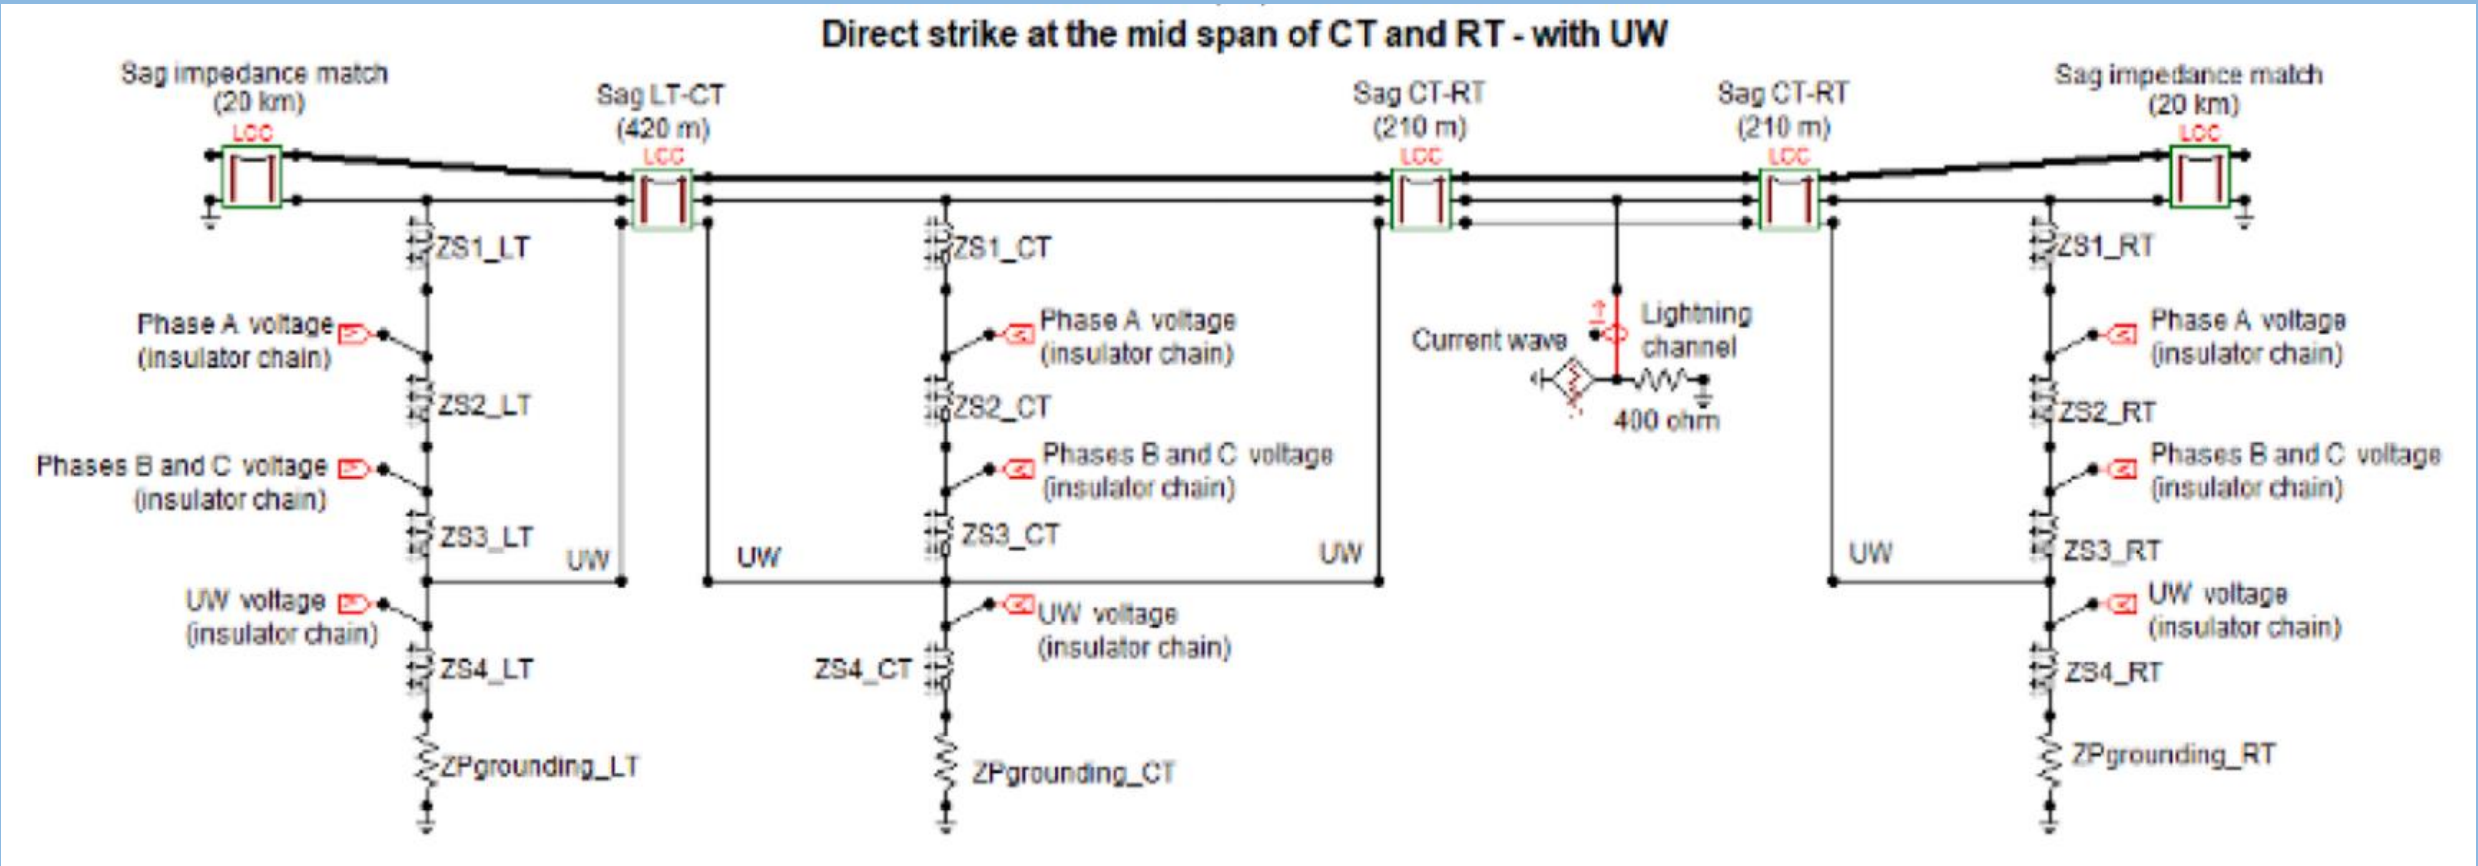 Direct strike at the mid span of CT and RT - with UW
Sag impedance match
(20 km)
LCC
Sag LT-CT
(420 m)
LCC
Sag CT-RT
(210 m)
LCC
Sag CT-RT
(210 m)
LCC
Sag impedance match
(20 km)
LCC
ZS1_LT
Phase A voltage
(insulator chain)
ZS2_LT
Phases B and C voltage
(insulator chain)
ZS3_LT
UW
UW voltage
(insulator chain)
ZS4_LT
ZPgrounding_LT
ZS1_CT
Phase A voltage
(insulator chain)
ZS2_CT
Phases B and C voltage
(insulator chain)
ZS3_CT
UW
UW
UW voltage
(insulator chain)
ZS4_CT
ZPgrounding_CT
Current wave
Lightning
channel
400 ohm
ZS1_RT
Phase A voltage
(insulator chain)
ZS2_RT
Phases B and C voltage
(insulator chain)
UW
ZS3_RT
UW voltage
(insulator chain)
ZS4_RT
ZPgrounding_RT